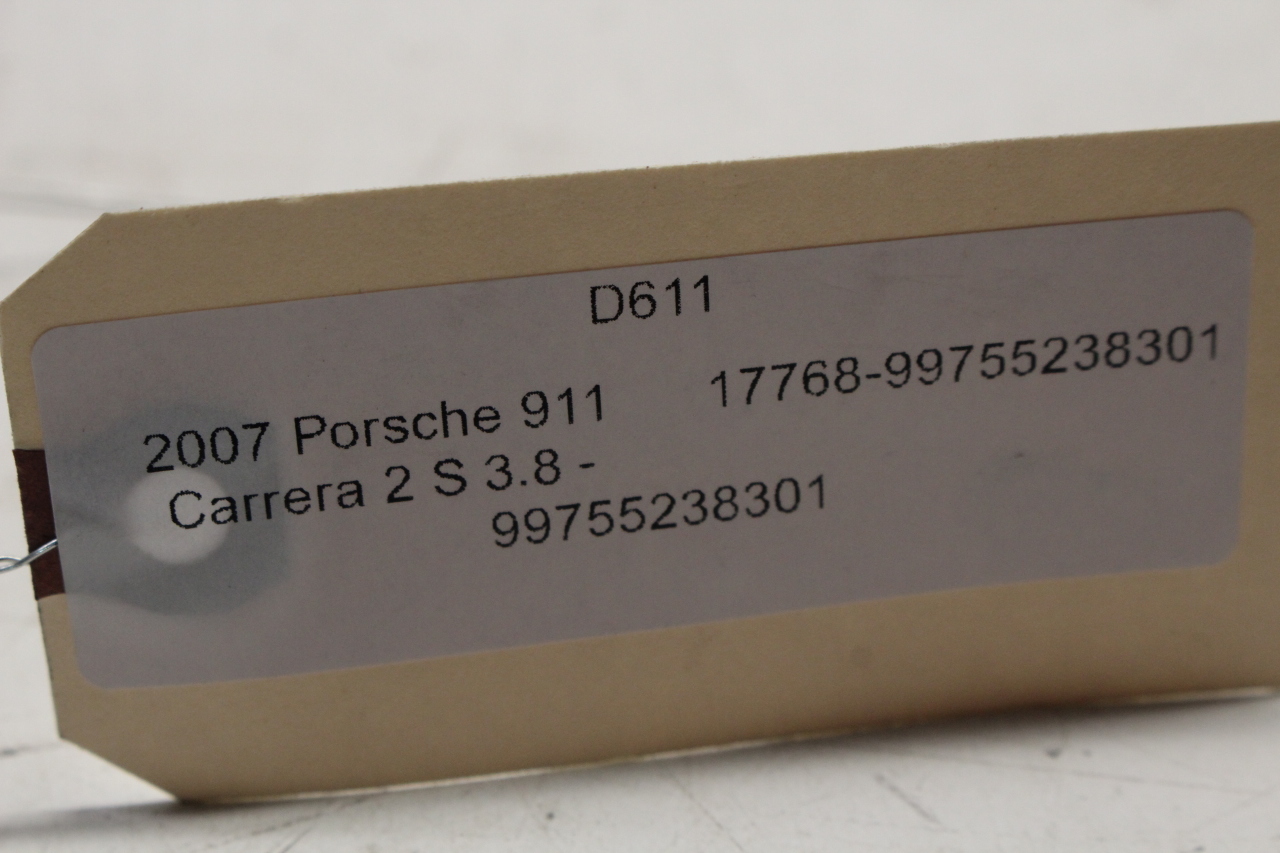 D611
2007 Porsche 911 17768-99755238301
Carrera 2 S 3.8 -
99755238301